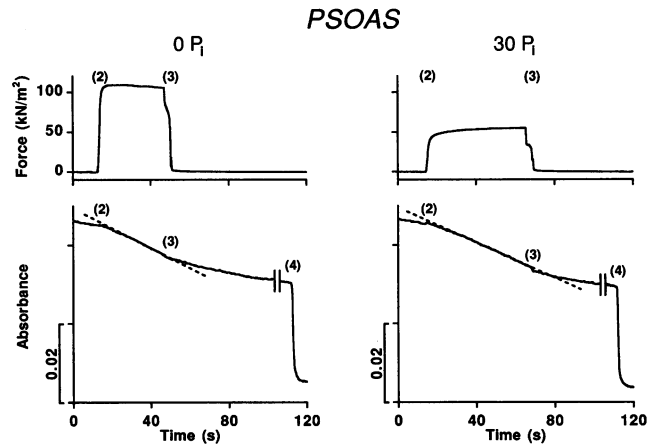 PSOAS
0 Pi
30 Pi
(2) (3)
(2) (3)
Force (kN/m²)
100
50
0
(2)
(3)
(4)
(2)
(3)
(4)
Absorbance
0.02
0.02
0 40 80 120
0 40 80 120
Time (s)
Time (s)